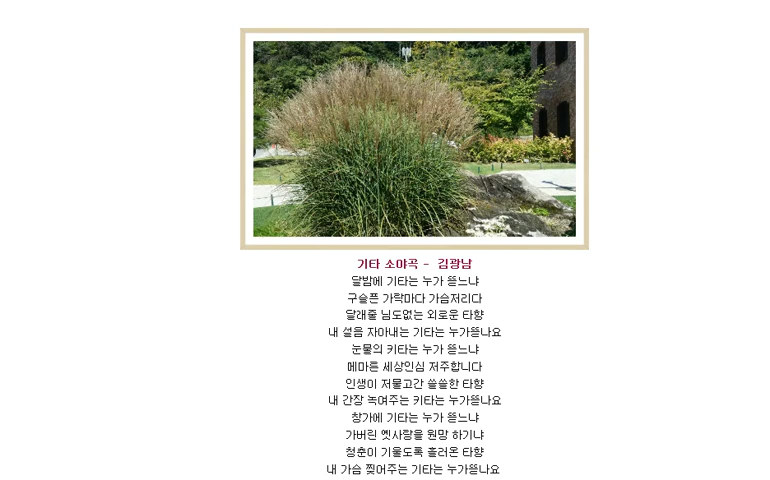 기타 소야곡 - 김광남
달밤에 기타는 누가 뜯느냐
구슬픈 가락마다 가슴저리다
달래줄 님도없는 외로운 타향
내 설음 자아내는 기타는 누가뜯나요
눈물의 키타는 누가 뜯느냐
메마른 세상인심 저주합니다
인생이 저물고간 쓸쓸한 타향
내 간장 녹여주는 키타는 누가뜯나요
창가에 기타는 누가 뜯느냐
가버린 옛사랑을 원망 하기냐
청춘이 기울도록 흘러온 타향
내 가슴 찢어주는 기타는 누가뜯나요